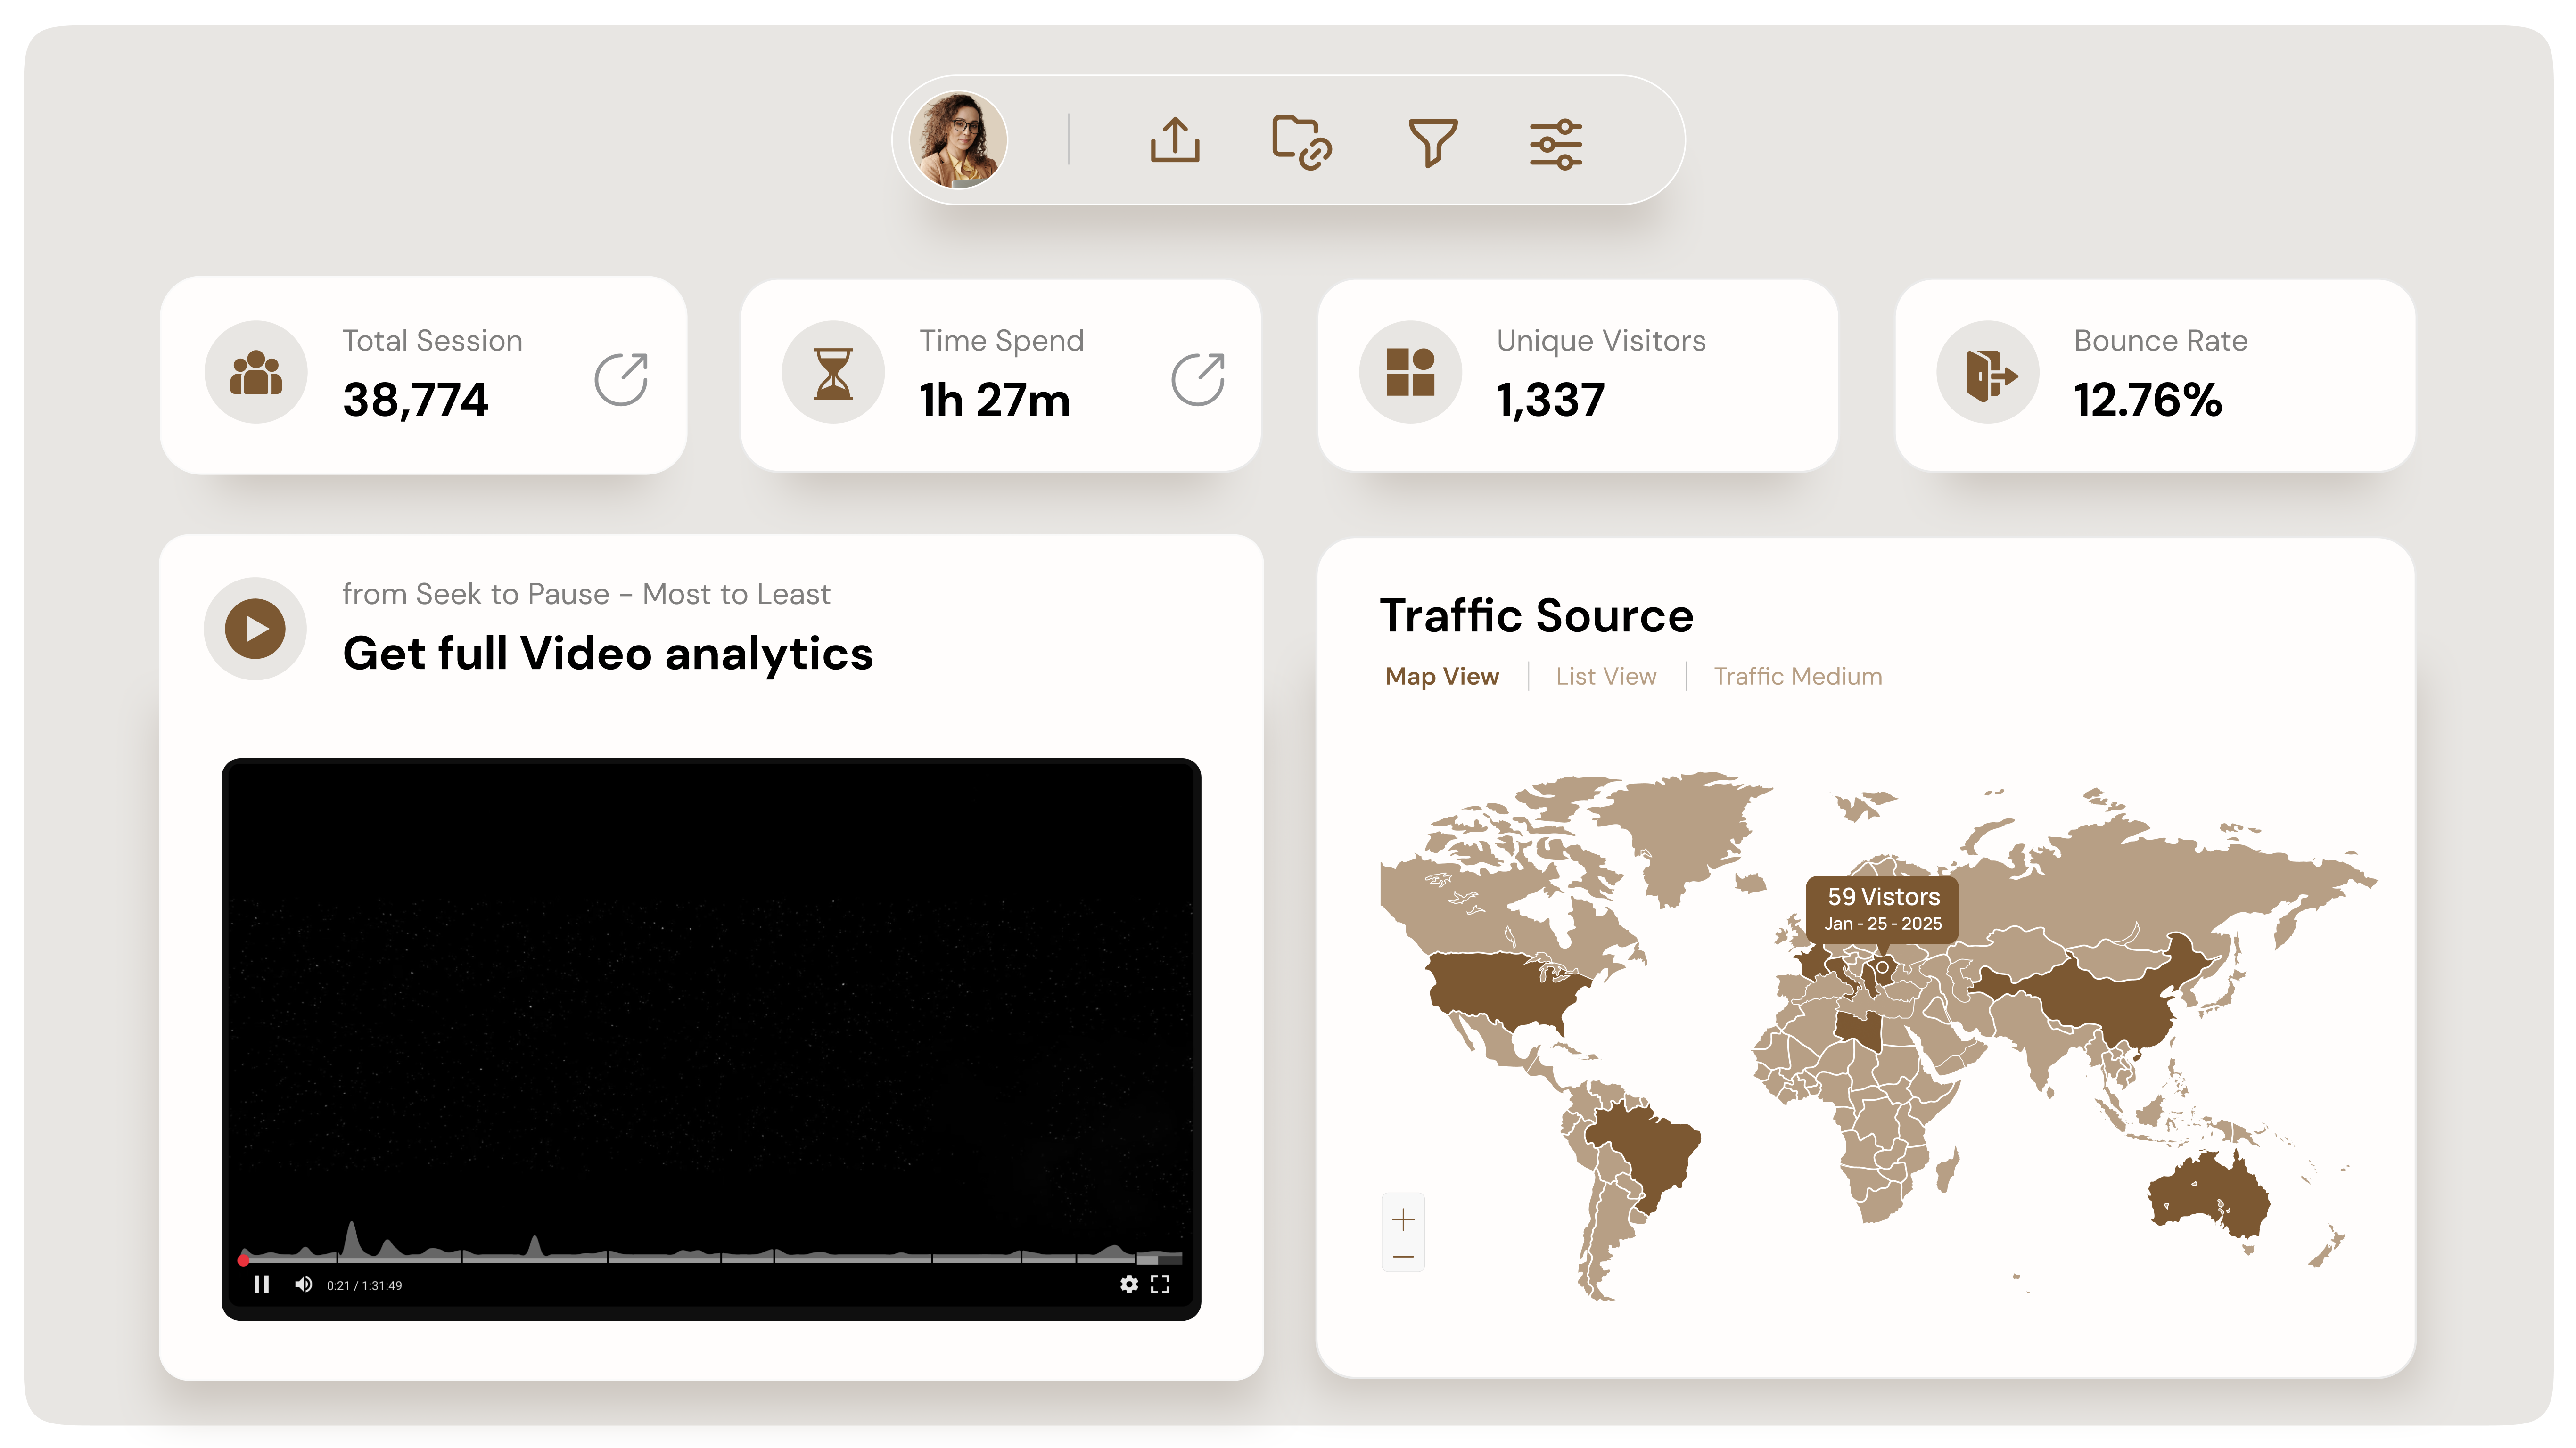 Total Session
38,774
Time Spend
1h 27m
Unique Visitors
1,337
Bounce Rate
12.76%
from Seek to Pause - Most to Least
Get full Video analytics
0:21 / 1:31:49
Traffic Source
Map View
List View
Traffic Medium
59 Vistors
Jan - 25 - 2025